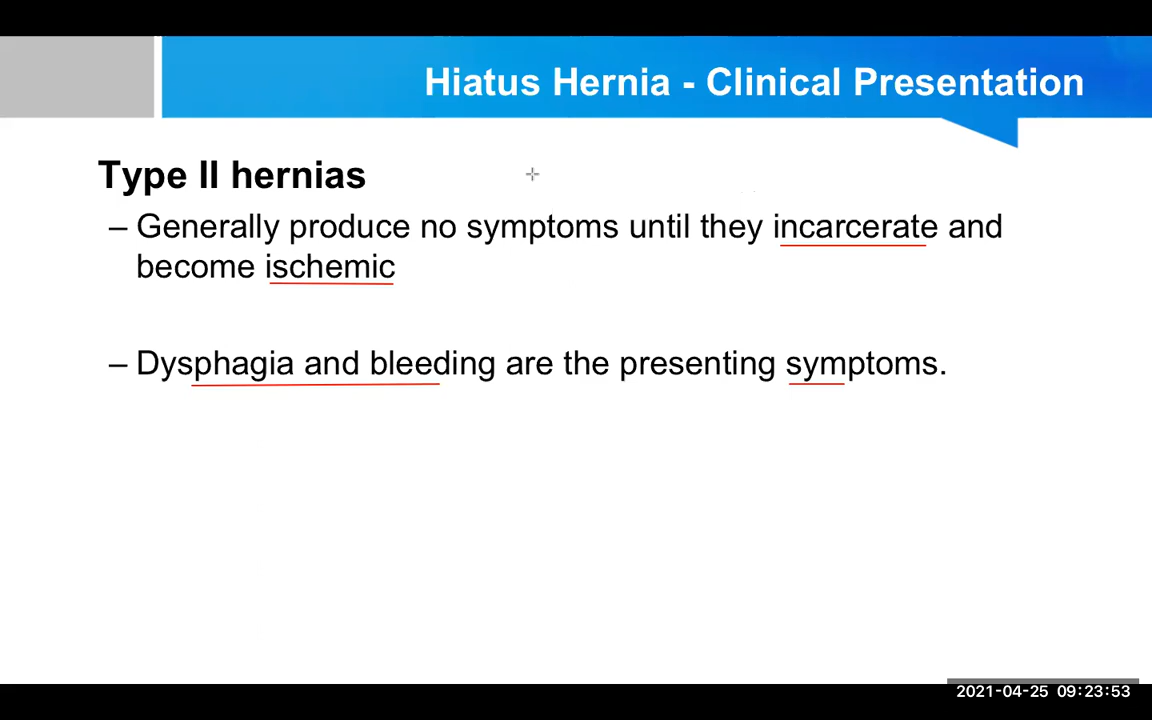 Hiatus Hernia - Clinical Presentation
Type II hernias
– Generally produce no symptoms until they incarcerate and
become ischemic
– Dysphagia and bleeding are the presenting symptoms.
2021-04-25 09:23:53